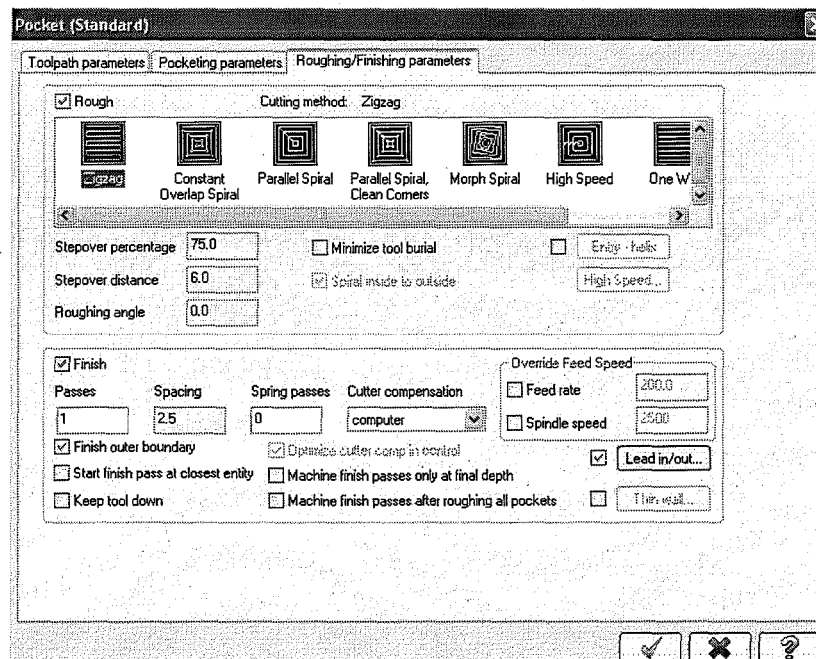 Pocket (Standard)
Toolpath parameters Pocketing parameters Roughing/Finishing parameters
Rough Cutting method: Zigzag
Zigzag Constant Overlap Spiral Parallel Spiral Parallel Spiral, Clean Corners Morph Spiral High Speed One W
Stepover percentage 75.0 Minimize tool burial Entry - helix
Stepover distance 6.0 Spiral inside to outside High Speed...
Roughing angle 0.0
Finish Override Feed Speed
Passes Spacing Spring passes Cutter compensation Feed rate 200.0
1 2.5 0 computer Spindle speed 2500
Finish outer boundary Optimize cutter comp in control Lead in/out...
Start finish pass at closest entity Machine finish passes only at final depth
Keep tool down Machine finish passes after roughing all pockets Thin wall...
?